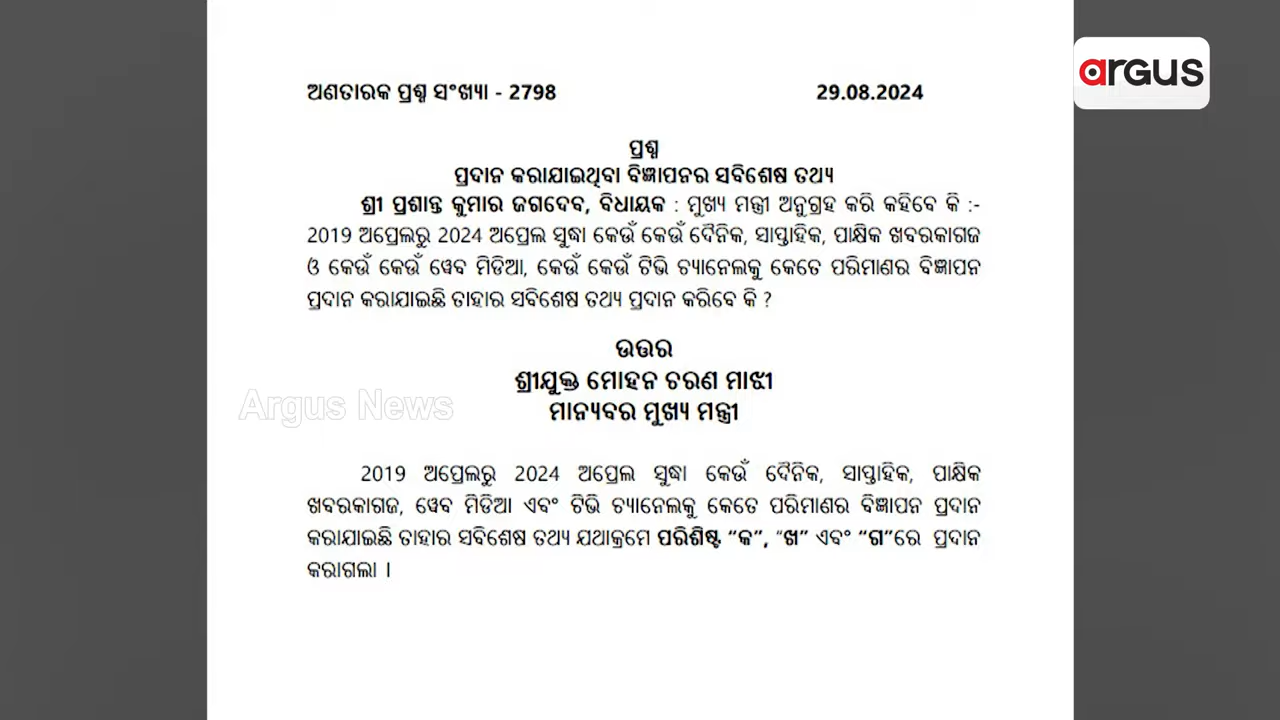 argus
ଅଣତାରକ ପ୍ରଶ୍ନ ସଂଖ୍ୟା - 2798 29.08.2024
ପ୍ରଶ୍ନ
ପ୍ରଦାନ କରାଯାଇଥିବା ବିଜ୍ଞାପନର ସବିଶେଷ ତଥ୍ୟ
ଶ୍ରୀ ପ୍ରଶାନ୍ତ କୁମାର ଜଗଦେବ, ବିଧାୟକ : ମୁଖ୍ୟ ମନ୍ତ୍ରୀ ଅନୁଗ୍ରହ କରି କହିବେ କି :-
2019 ଅପ୍ରେଲରୁ 2024 ଅପ୍ରେଲ ସୁଦ୍ଧା କେଉଁ କେଉଁ ଦୈନିକ, ସାପ୍ତାହିକ, ପାକ୍ଷିକ ଖବରକାଗଜ
ଓ କେଉଁ କେଉଁ ୱେବ ମିଡିଆ, କେଉଁ କେଉଁ ଟିଭି ଚ୍ୟାନେଲକୁ କେତେ ପରିମାଣର ବିଜ୍ଞାପନ
ପ୍ରଦାନ କରାଯାଇଛି ତାହାର ସବିଶେଷ ତଥ୍ୟ ପ୍ରଦାନ କରିବେ କି ?
ଉତ୍ତର
ଶ୍ରୀଯୁକ୍ତ ମୋହନ ଚରଣ ମାଝୀ
ମାନ୍ୟବର ମୁଖ୍ୟ ମନ୍ତ୍ରୀ
Argus News
2019 ଅପ୍ରେଲରୁ 2024 ଅପ୍ରେଲ ସୁଦ୍ଧା କେଉଁ ଦୈନିକ, ସାପ୍ତାହିକ, ପାକ୍ଷିକ
ଖବରକାଗଜ, ୱେବ ମିଡିଆ ଏବଂ ଟିଭି ଚ୍ୟାନେଲକୁ କେତେ ପରିମାଣର ବିଜ୍ଞାପନ ପ୍ରଦାନ
କରାଯାଇଛି ତାହାର ସବିଶେଷ ତଥ୍ୟ ଯଥାକ୍ରମେ ପରିଶିଷ୍ଟ “କ”, “ଖ” ଏବଂ “ଗ”ରେ ପ୍ରଦାନ
କରାଗଲା ।